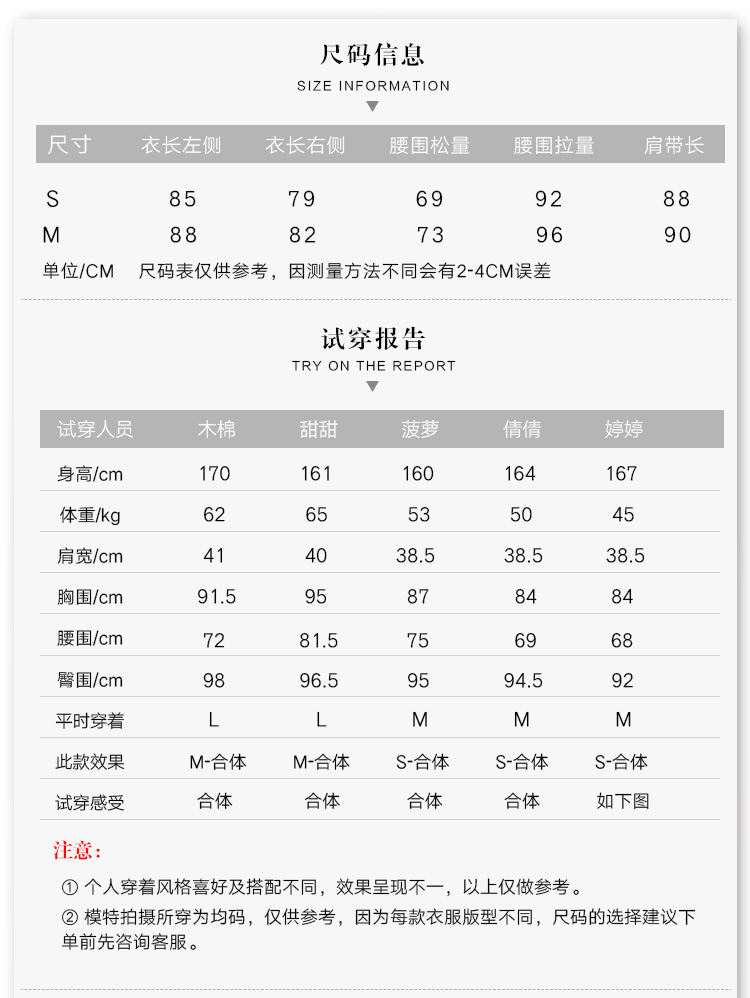 尺码信息
SIZE INFORMATION
尺寸 衣长左侧 衣长右侧 腰围松量 腰围拉量 肩带长
S 85 79 69 92 88
M 88 82 73 96 90
单位/CM 尺码表仅供参考，因测量方法不同会有2-4CM误差
试穿报告
TRY ON THE REPORT
试穿人员 木棉 甜甜 菠萝 倩倩 婷婷
身高/cm 170 161 160 164 167
体重/kg 62 65 53 50 45
肩宽/cm 41 40 38.5 38.5 38.5
胸围/cm 91.5 95 87 84 84
腰围/cm 72 81.5 75 69 68
臀围/cm 98 96.5 95 94.5 92
平时穿着 L L M M M
此款效果 M-合体 M-合体 S-合体 S-合体 S-合体
试穿感受 合体 合体 合体 合体 如下图
注意：
① 个人穿着风格喜好及搭配不同，效果呈现不一，以上仅做参考。
② 模特拍摄所穿为均码，仅供参考，因为每款衣服版型不同，尺码的选择建议下
单前先咨询客服。